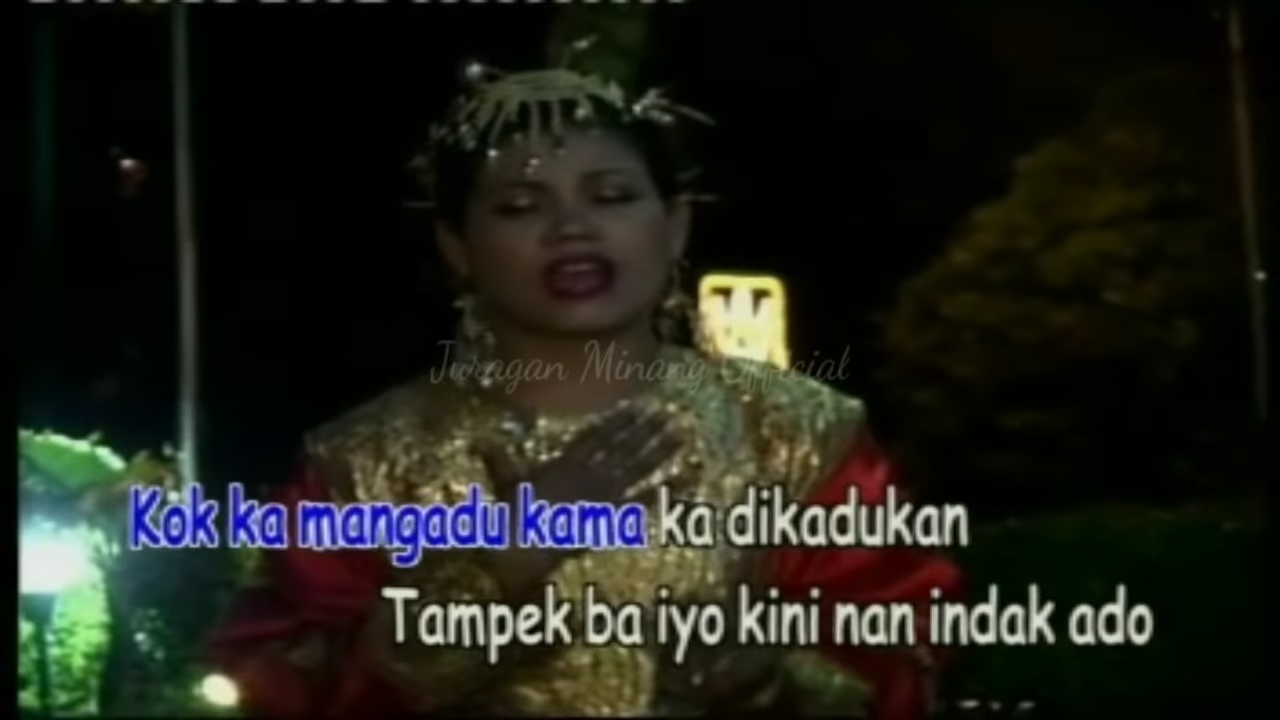 Juragan Minang Official
Kok ka mangadu kama ka dikadukan
Tampek ba iyo kini nan indak ado